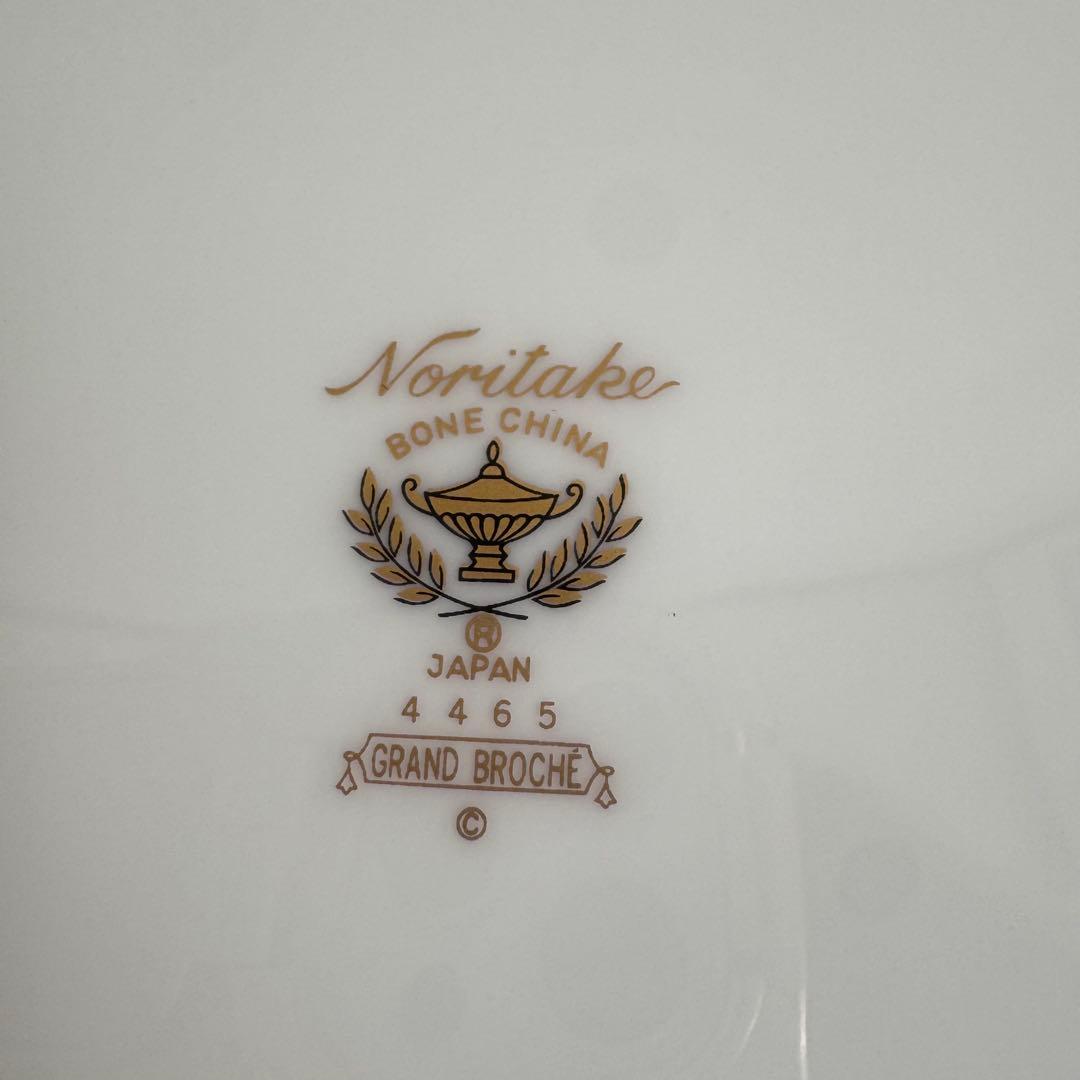 Noritake
BONE CHINA
®
JAPAN
4465
GRAND BROCHÉ
©